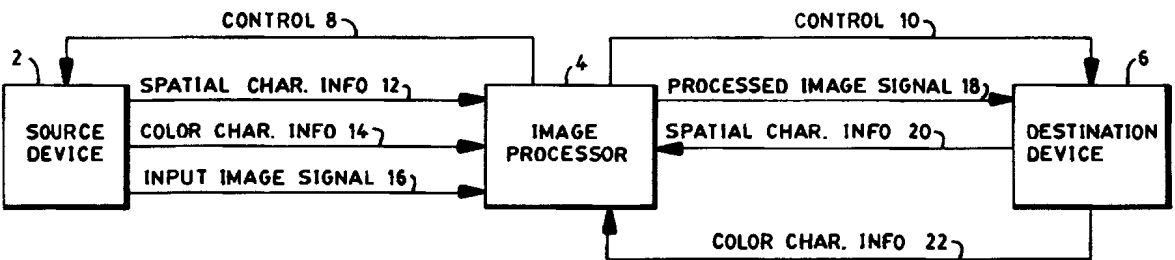 CONTROL 8
CONTROL 10
2
4
6
SPATIAL CHAR. INFO 12
PROCESSED IMAGE SIGNAL 18
SOURCE
DEVICE
COLOR CHAR. INFO 14
IMAGE
PROCESSOR
SPATIAL CHAR. INFO 20
DESTINATION
DEVICE
INPUT IMAGE SIGNAL 16
COLOR CHAR. INFO 22